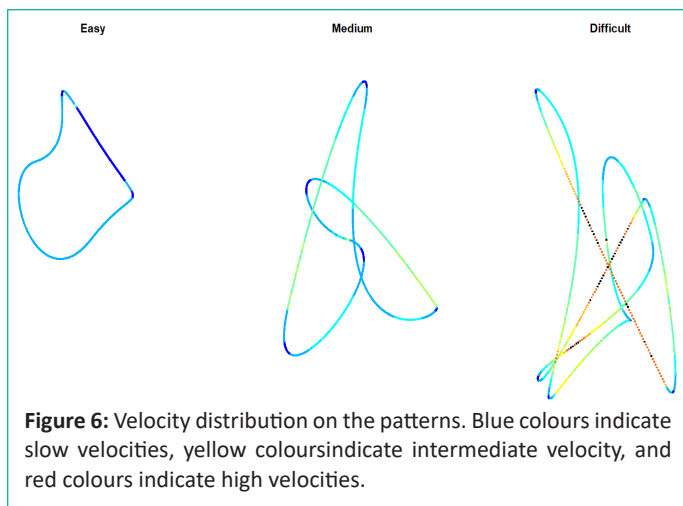 Easy Medium Difficult
Figure 6: Velocity distribution on the patterns. Blue colours indicate
slow velocities, yellow coloursindicate intermediate velocity, and
red colours indicate high velocities.